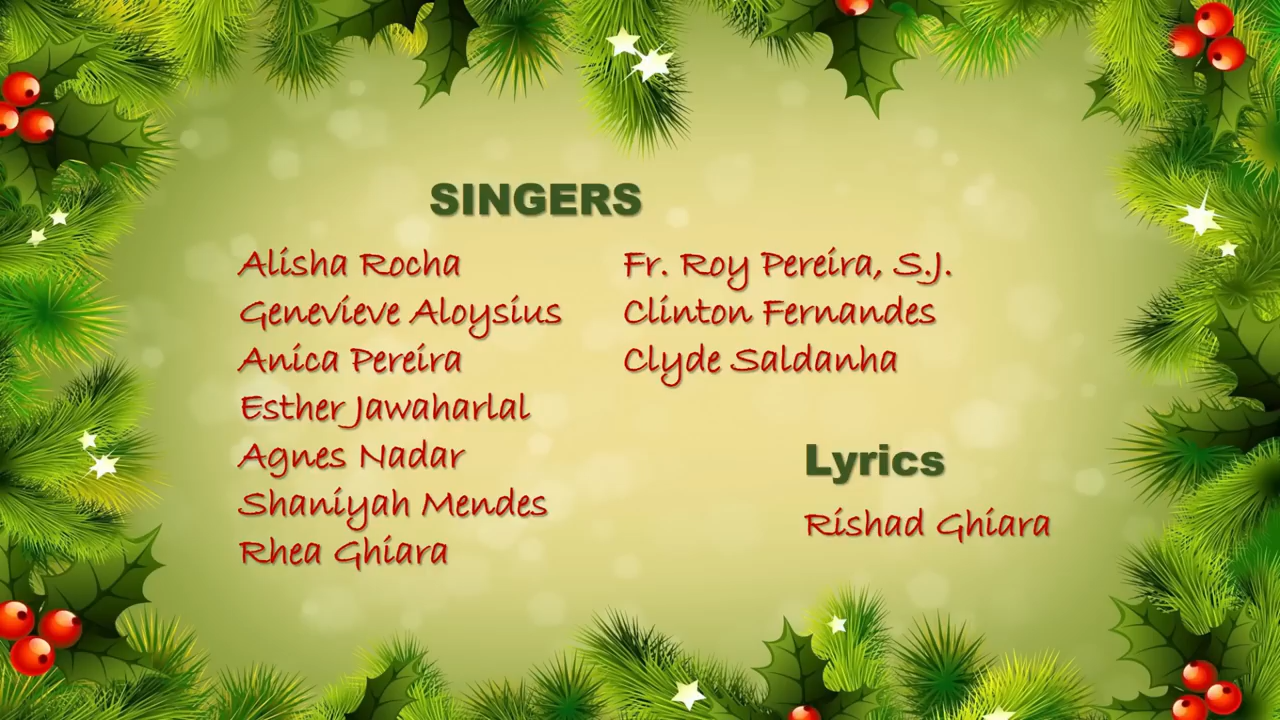 SINGERS
Alisha Rocha
Genevieve Aloysius
Anica Pereira
Esther Jawaharlal
Agnes Nadar
Shaniyah Mendes
Rhea Ghiara
Fr. Roy Pereira, S.J.
Clinton Fernandes
Clyde Saldanha
Lyrics
Rishad Ghiara